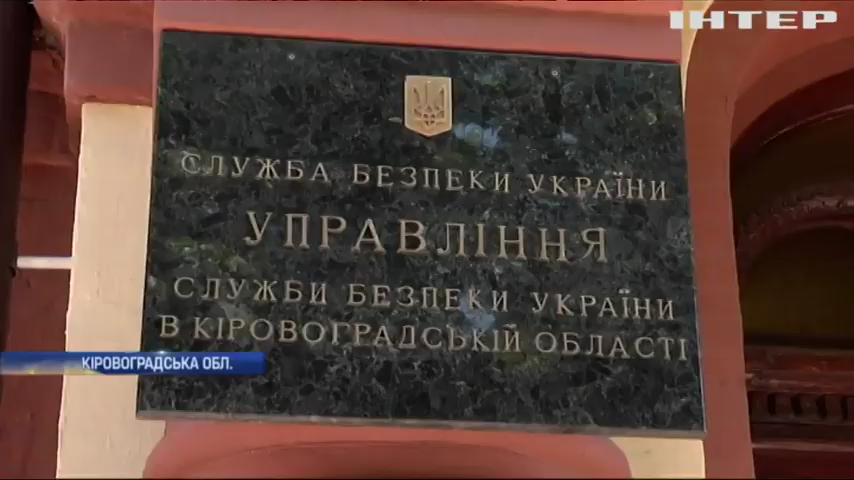 ІНТЕР
СЛУЖБА БЕЗПЕКИ УКРАЇНИ
УПРАВЛІННЯ
СЛУЖБИ БЕЗПЕКИ УКРАЇНИ
В КІРОВОГРАДСЬКІЙ ОБЛАСТІ
КІРОВОГРАДСЬКА ОБЛ.